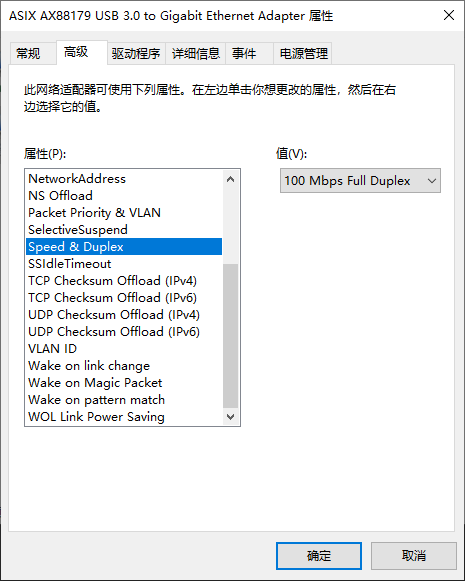 ASIX AX88179 USB 3.0 to Gigabit Ethernet Adapter 属性
常规 高级 驱动程序 详细信息 事件 电源管理
此网络适配器可使用下列属性。在左边单击你想更改的属性，然后在右
边选择它的值。
属性(P): 值(V):
NetworkAddress 100 Mbps Full Duplex
NS Offload
Packet Priority & VLAN
SelectiveSuspend
Speed & Duplex
SSIdleTimeout
TCP Checksum Offload (IPv4)
TCP Checksum Offload (IPv6)
UDP Checksum Offload (IPv4)
UDP Checksum Offload (IPv6)
VLAN ID
Wake on link change
Wake on Magic Packet
Wake on pattern match
WOL Link Power Saving
确定 取消